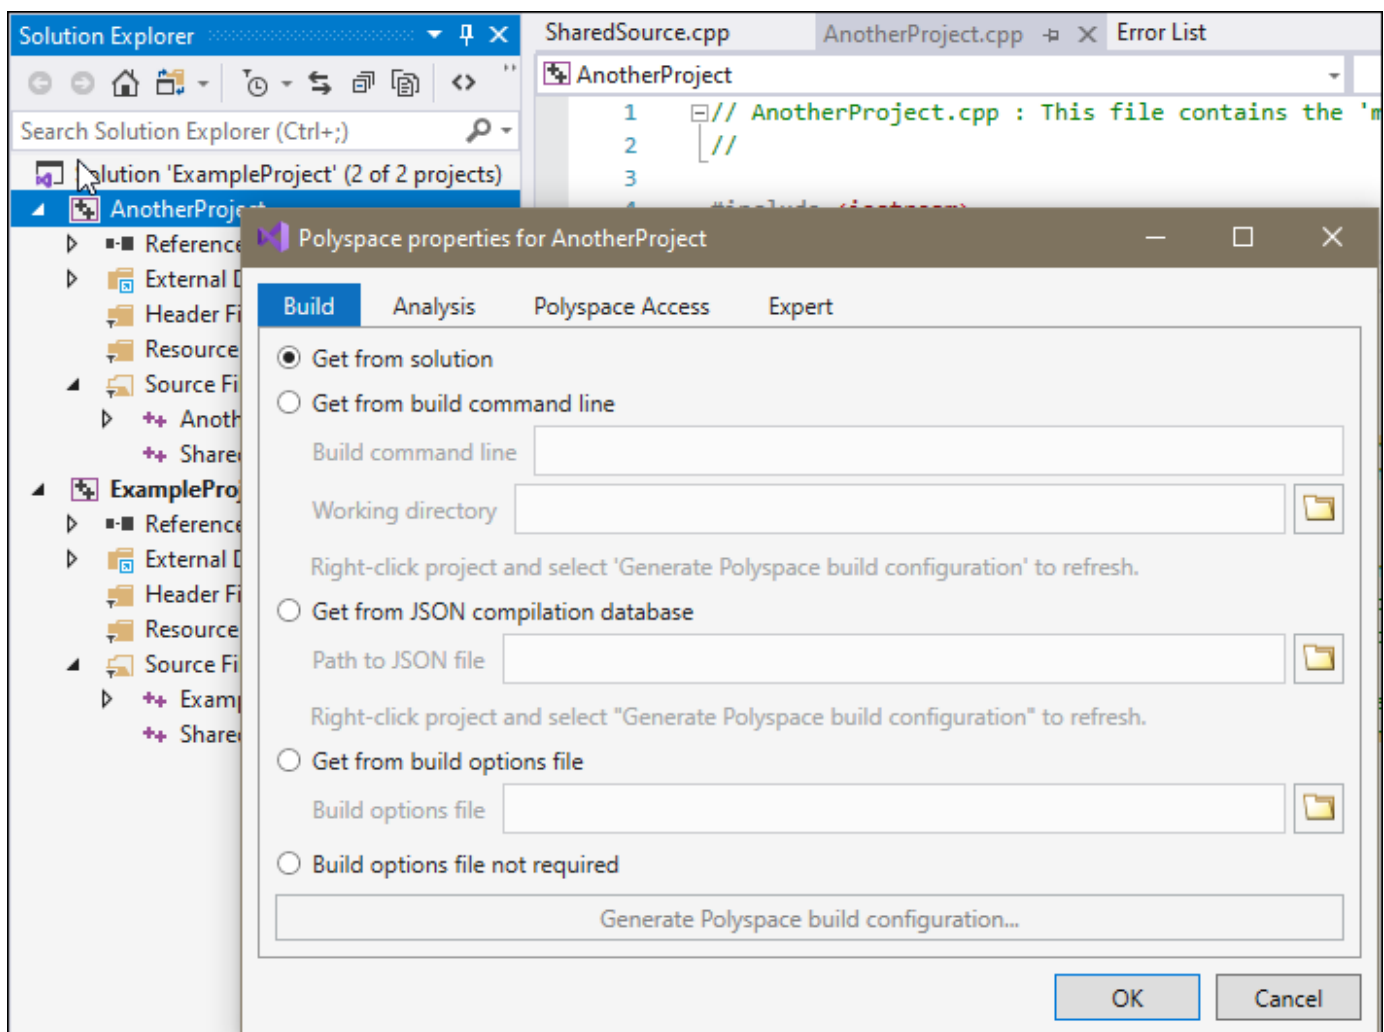 Solution Explorer
SharedSource.cpp
AnotherProject.cpp
Error List
AnotherProject
Search Solution Explorer (Ctrl+;)
1 // AnotherProject.cpp : This file contains the 'm
2 //
3
4 #include <iostream>
Solution 'ExampleProject' (2 of 2 projects)
AnotherProject
Reference
External D
Header Fi
Resource
Source Fi
Anoth
Share
ExamplePro
Reference
External D
Header Fi
Resource
Source Fi
Exam
Share
Polyspace properties for AnotherProject
Build
Analysis
Polyspace Access
Expert
Get from solution
Get from build command line
Build command line
Working directory
Right-click project and select 'Generate Polyspace build configuration' to refresh.
Get from JSON compilation database
Path to JSON file
Right-click project and select "Generate Polyspace build configuration" to refresh.
Get from build options file
Build options file
Build options file not required
Generate Polyspace build configuration...
OK
Cancel